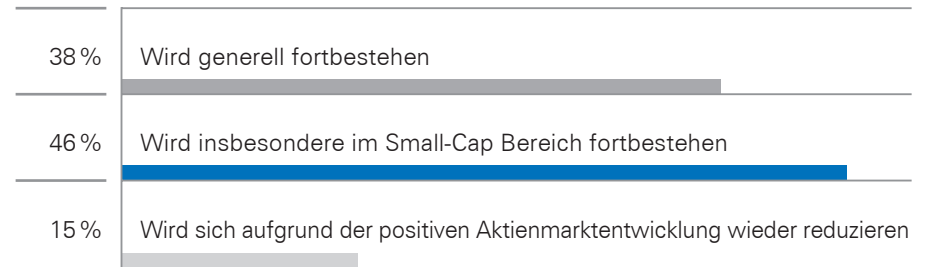 38 % Wird generell fortbestehen
46 % Wird insbesondere im Small-Cap Bereich fortbestehen
15 % Wird sich aufgrund der positiven Aktienmarktentwicklung wieder reduzieren